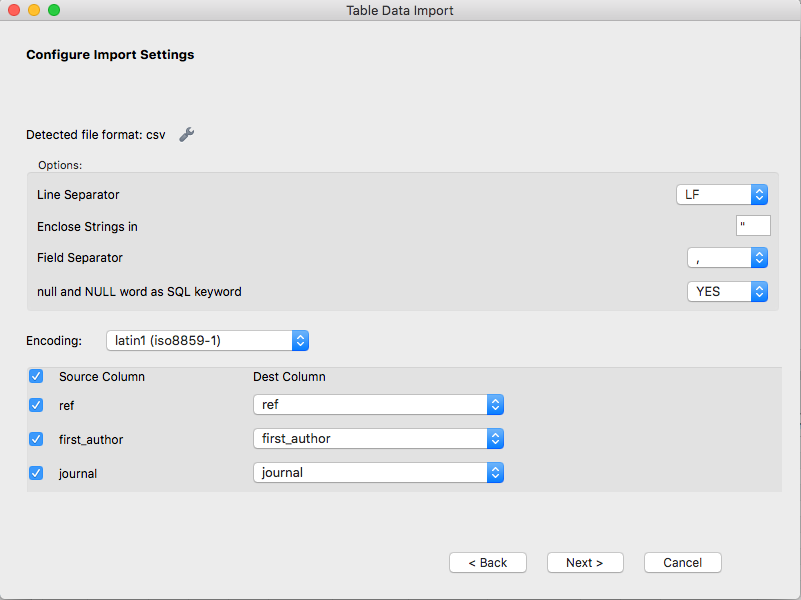 Table Data Import
Configure Import Settings
Detected file format: csv
Options:
Line Separator LF
Enclose Strings in "
Field Separator ,
null and NULL word as SQL keyword YES
Encoding: latin1 (iso8859-1)
Source Column Dest Column
ref ref
first_author first_author
journal journal
< Back Next > Cancel